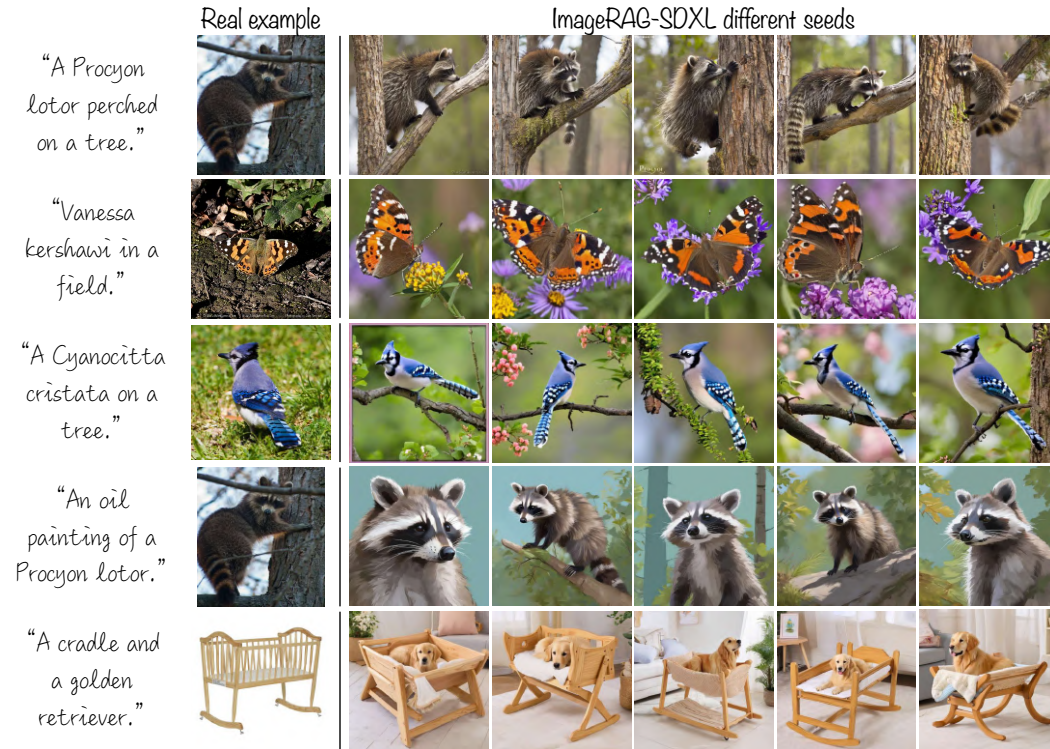 Real example
ImageRAG-SDXL different seeds
“A Procyon
lotor perched
on a tree.”
“Vanessa
kershawi in a
field.”
“A Cyanocitta
cristata on a
tree.”
“An oil
painting of a
Procyon lotor.”
“A cradle and
a golden
retriever.”